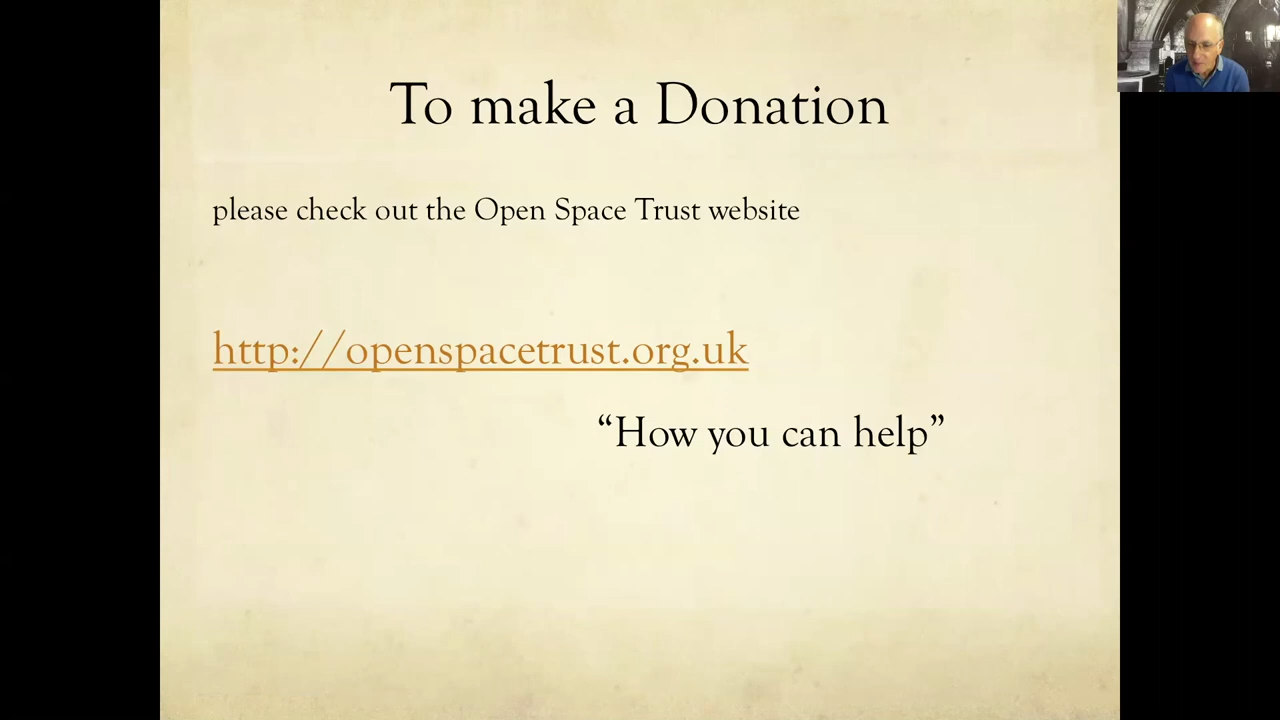 To make a Donation
please check out the Open Space Trust website
http://openspacetrust.org.uk
“How you can help”